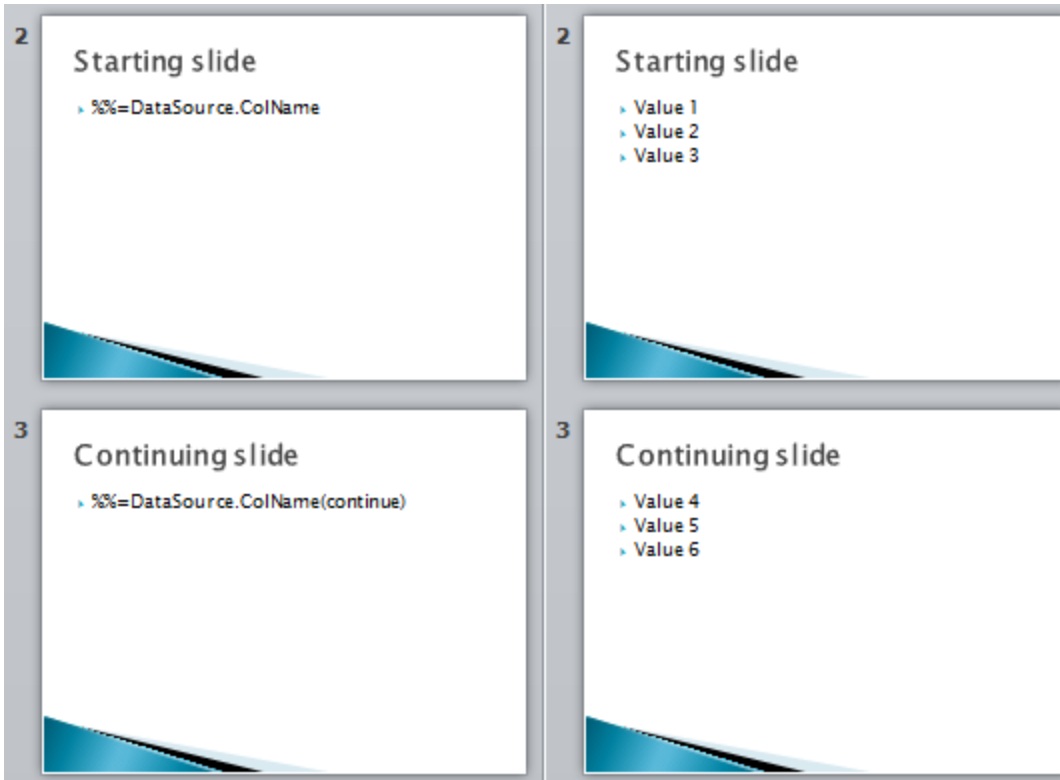 2
Starting slide
%%=DataSource.ColName
2
Starting slide
Value 1
Value 2
Value 3
3
Continuing slide
%%=DataSource.ColName(continue)
3
Continuing slide
Value 4
Value 5
Value 6